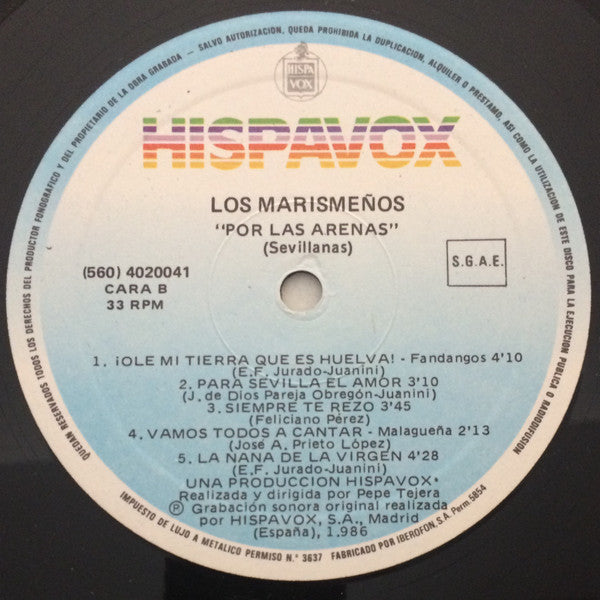 QUEDAN RESERVADOS TODOS LOS DERECHOS DEL PRODUCTOR FONOGRAFICO Y DEL PROPIETARIO DE LA OBRA GRABADA - SALVO AUTORIZACION, QUEDA PROHIBIDA LA DUPLICACION, ALQUILER O PRESTAMO, ASI COMO LA UTILIZACION DE ESTE DISCO PARA LA EJECUCION PUBLICA O RADIODIFUSION
HISPA
VOX
HISPAVOX
LOS MARISMEÑOS
“POR LAS ARENAS”
(Sevillanas)
(560) 4020041
CARA B
33 RPM
S.G.A.E.
1. ¡OLE MI TIERRA QUE ES HUELVA! - Fandangos 4'10
(E.F. Jurado-Juanini)
2. PARA SEVILLA EL AMOR 3'10
(J. de Dios Pareja Obregón-Juanini)
3. SIEMPRE TE REZO 3'45
(Feliciano Pérez)
4. VAMOS TODOS A CANTAR - Malagueña 2'13
(José A. Prieto López)
5. LA NANA DE LA VIRGEN 4'28
(E.F. Jurado-Juanini)
UNA PRODUCCION HISPAVOX*
Realizada y dirigida por Pepe Tejera
Ⓟ Grabación sonora original realizada
por HISPAVOX, S.A., Madrid
(España), 1.986
IMPUESTO DE LUJO A METALICO PERMISO N.° 3637 FABRICADO POR IBEROFON, S.A. Perm. 5854